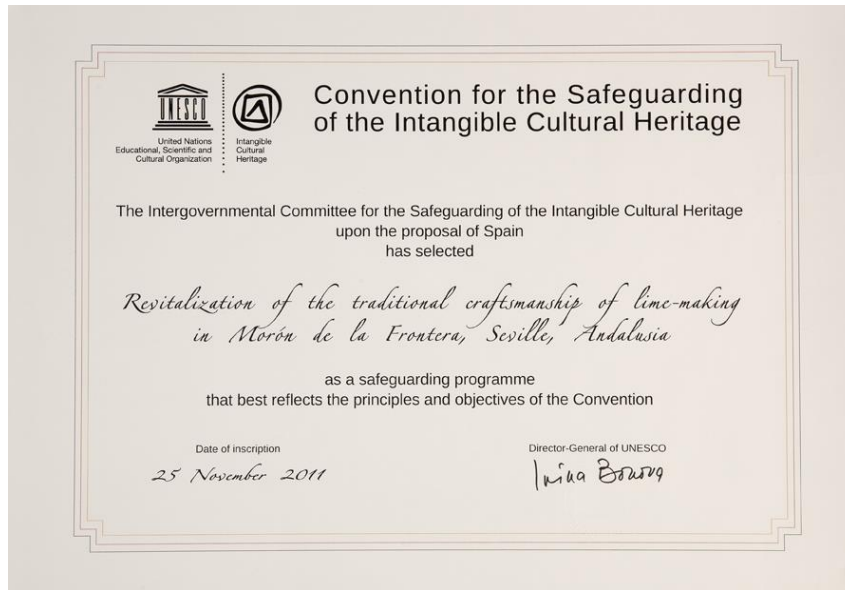 UNESCO
United Nations
Educational, Scientific and
Cultural Organization
Intangible
Cultural
Heritage
Convention for the Safeguarding
of the Intangible Cultural Heritage
The Intergovernmental Committee for the Safeguarding of the Intangible Cultural Heritage
upon the proposal of Spain
has selected
Revitalization of the traditional craftsmanship of lime-making
in Morón de la Frontera, Seville, Andalusia
as a safeguarding programme
that best reflects the principles and objectives of the Convention
Date of inscription
25 November 2011
Director-General of UNESCO
Irina Bokova